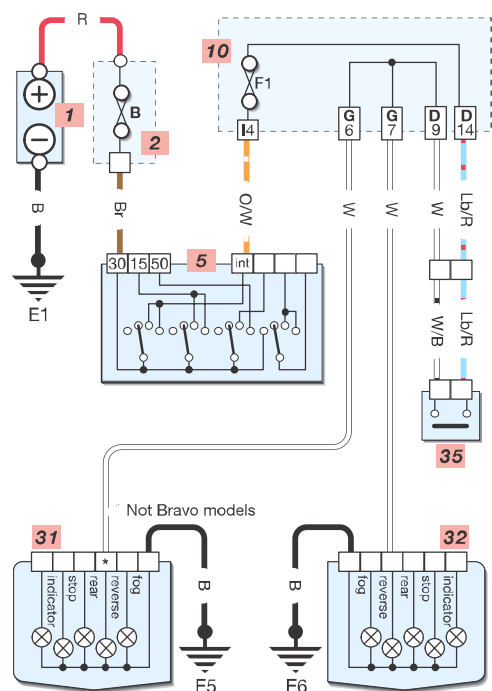 R
10
F1
1
B
2
I4
G
6
G
7
D
9
D
14
B
Br
O/W
W
W
W
Lb/R
E1
30 15 50
5
int
W/B
Lb/R
35
Not Bravo models
31
*
indicator
stop
rear
reverse
fog
B
E5
32
B
fog
reverse
rear
stop
indicator
E6